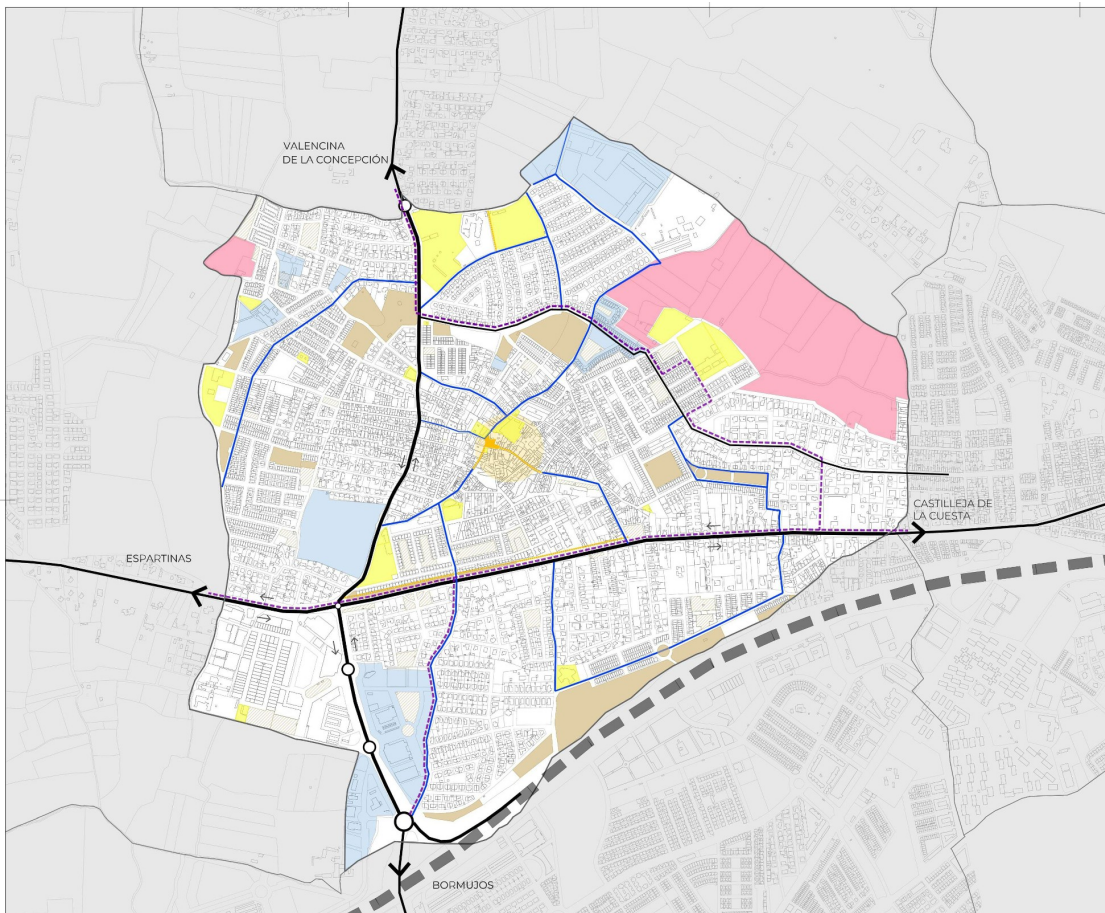 VALENCINA
DE LA CONCEPCIÓN
CASTILLEJA DE
LA CUESTA
ESPARTINAS
BORMUJOS